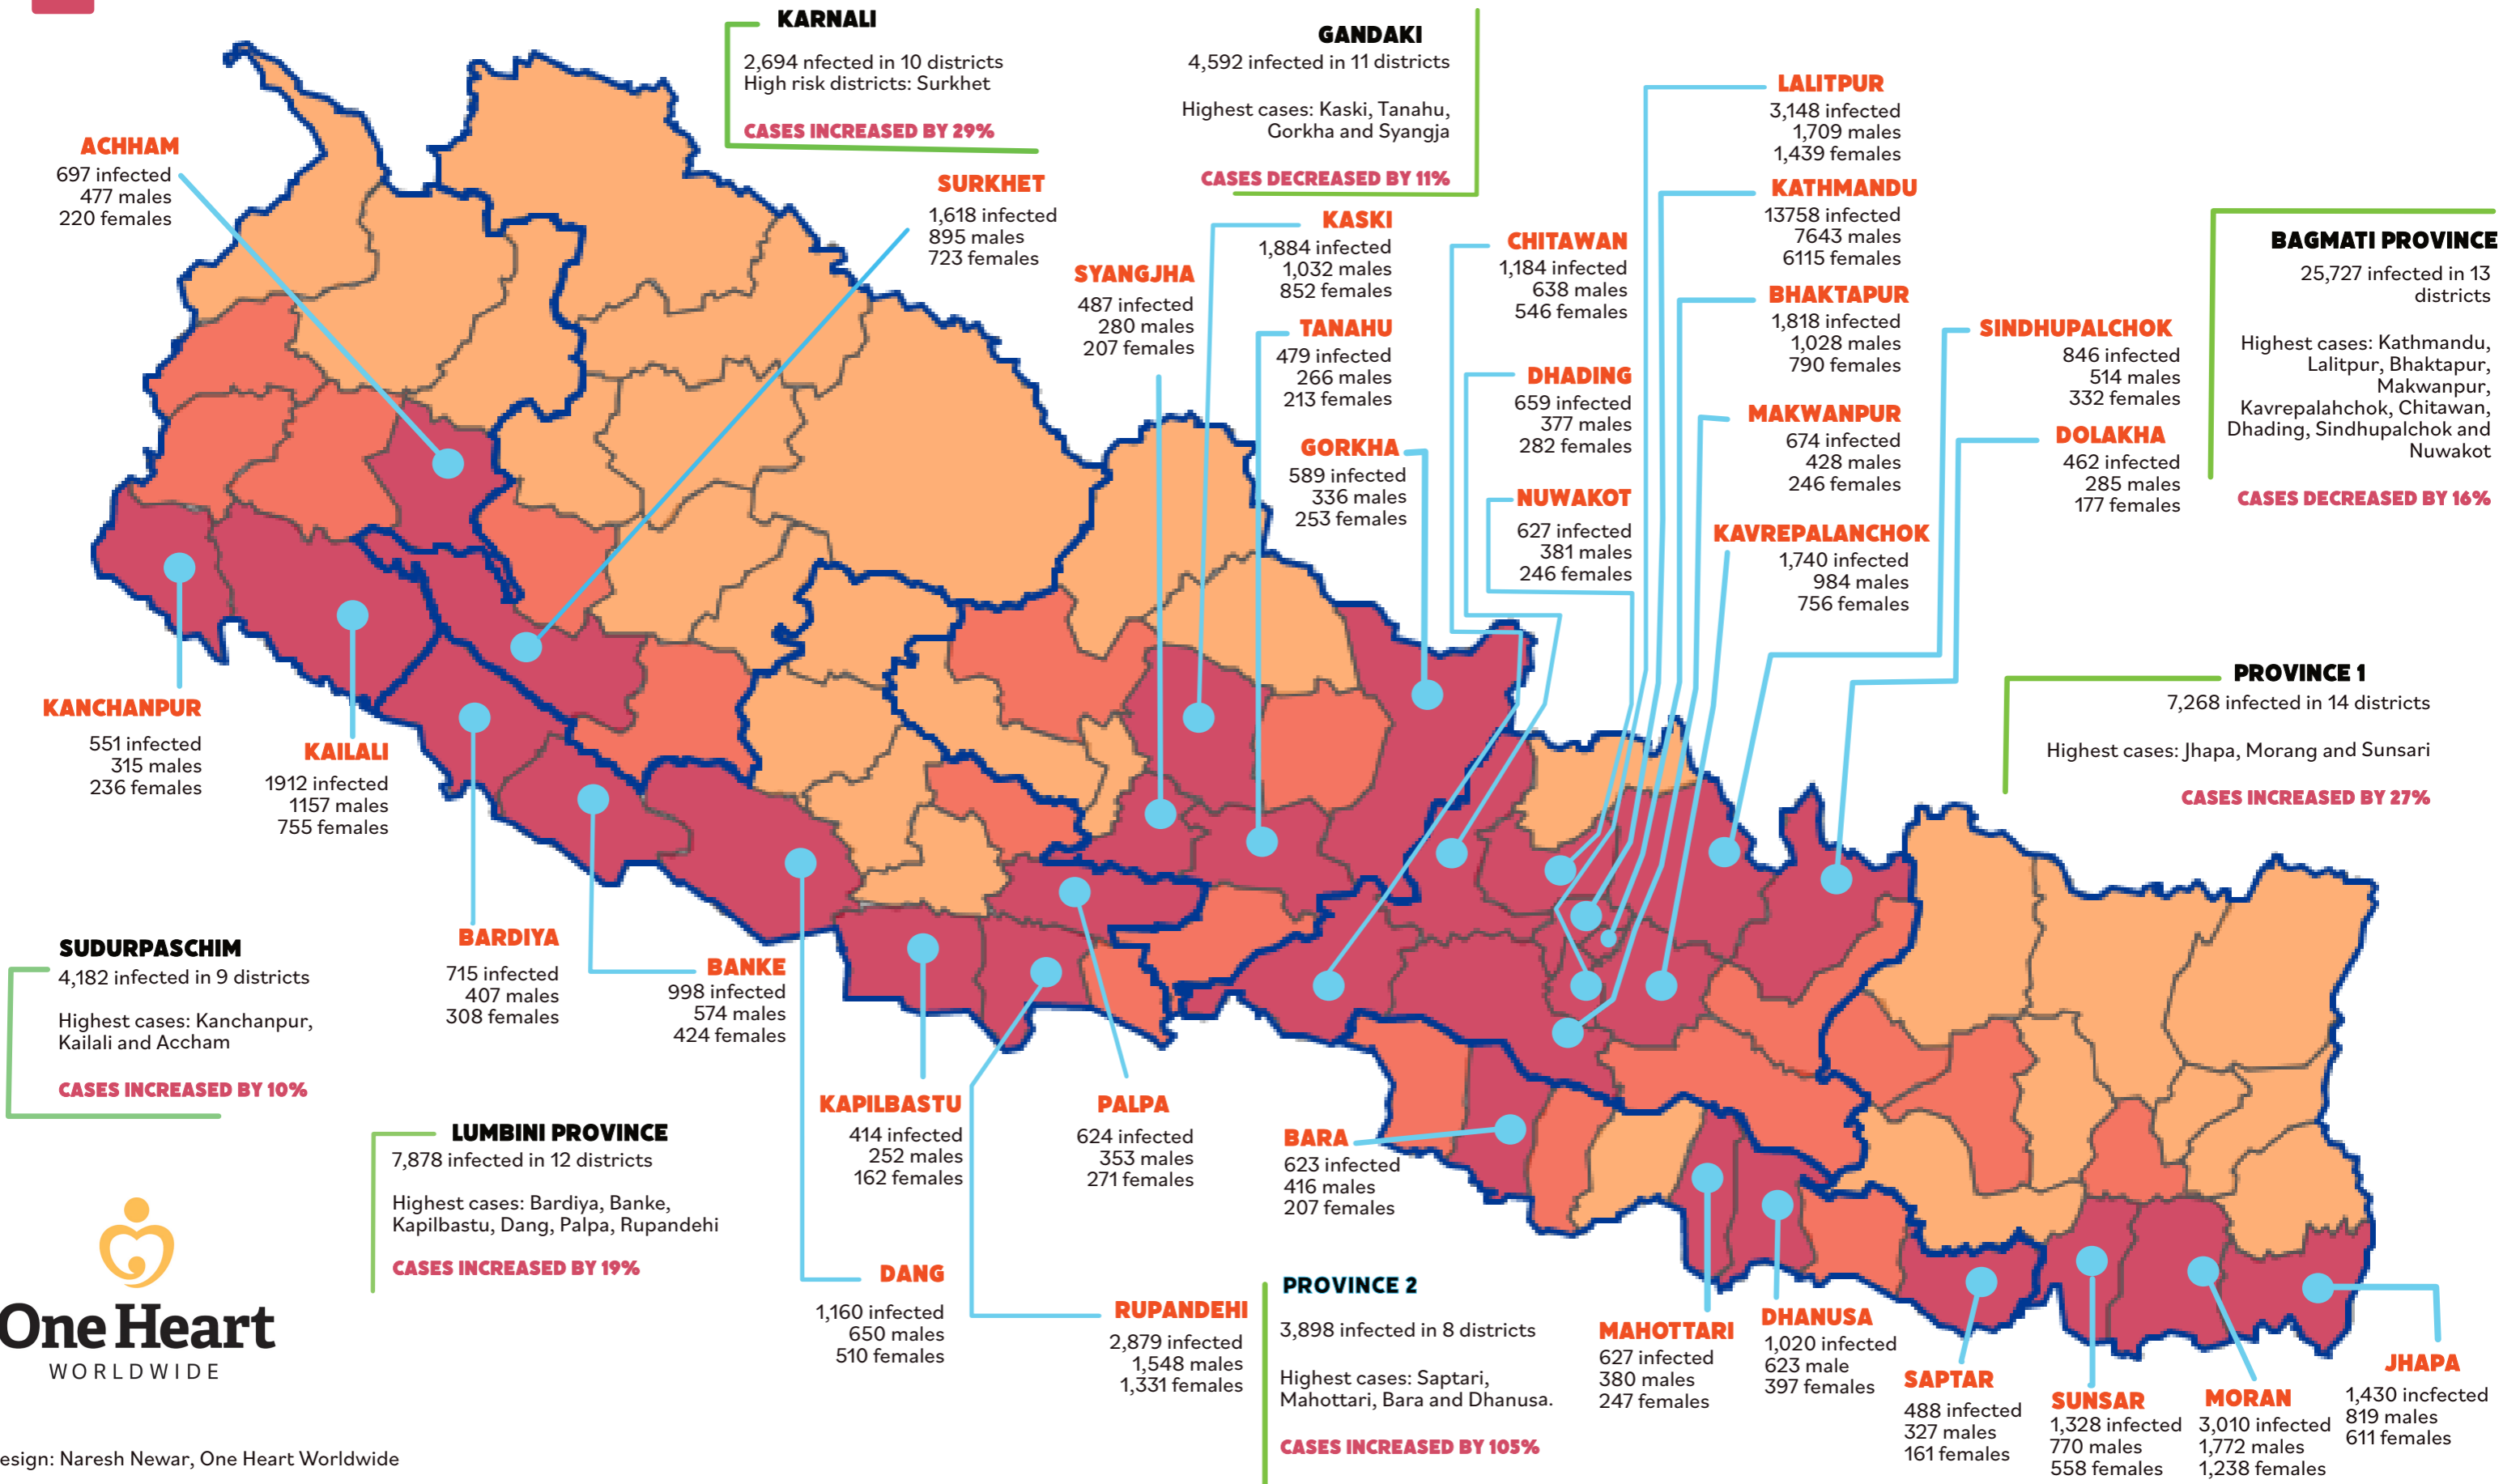 KARNALI
2,694 nfected in 10 districts
High risk districts: Surkhet
CASES INCREASED BY 29%
GANDAKI
4,592 infected in 11 districts
Highest cases: Kaski, Tanahu,
Gorkha and Syangja
CASES DECREASED BY 11%
ACHHAM
697 infected
477 males
220 females
SURKHET
1,618 infected
895 males
723 females
SYANGJHA
487 infected
280 males
207 females
KASKI
1,884 infected
1,032 males
852 females
TANAHU
479 infected
266 males
213 females
GORKHA
589 infected
336 males
253 females
CHITAWAN
1,184 infected
638 males
546 females
DHADING
659 infected
377 males
282 females
NUWAKOT
627 infected
381 males
246 females
LALITPUR
3,148 infected
1,709 males
1,439 females
KATHMANDU
13758 infected
7643 males
6115 females
BHAKTAPUR
1,818 infected
1,028 males
790 females
MAKWANPUR
674 infected
428 males
246 females
KAVREPALANCHOK
1,740 infected
984 males
756 females
SINDHUPALCHOK
846 infected
514 males
332 females
DOLAKHA
462 infected
285 males
177 females
BAGMATI PROVINCE
25,727 infected in 13
districts
Highest cases: Kathmandu,
Lalitpur, Bhaktapur,
Makwanpur,
Kavrepalahchok, Chitawan,
Dhading, Sindhupalchok and
Nuwakot
CASES DECREASED BY 16%
PROVINCE 1
7,268 infected in 14 districts
Highest cases: Jhapa, Morang and Sunsari
CASES INCREASED BY 27%
KANCHANPUR
551 infected
315 males
236 females
KAILALI
1912 infected
1157 males
755 females
BARDIYA
715 infected
407 males
308 females
BANKE
998 infected
574 males
424 females
SUDURPASCHIM
4,182 infected in 9 districts
Highest cases: Kanchanpur,
Kailali and Accham
CASES INCREASED BY 10%
LUMBINI PROVINCE
7,878 infected in 12 districts
Highest cases: Bardiya, Banke,
Kapilbastu, Dang, Palpa, Rupandehi
CASES INCREASED BY 19%
KAPILBASTU
414 infected
252 males
162 females
PALPA
624 infected
353 males
271 females
BARA
623 infected
416 males
207 females
DANG
1,160 infected
650 males
510 females
RUPANDEHI
2,879 infected
1,548 males
1,331 females
PROVINCE 2
3,898 infected in 8 districts
Highest cases: Saptari,
Mahottari, Bara and Dhanusa.
CASES INCREASED BY 105%
MAHOTTARI
627 infected
380 males
247 females
DHANUSA
1,020 infected
623 male
397 females
SAPTAR
488 infected
327 males
161 females
SUNSAR
1,328 infected
770 males
558 females
MORAN
3,010 infected
1,772 males
1,238 females
JHAPA
1,430 incfected
819 males
611 females
One Heart
WORLDWIDE
esign: Naresh Newar, One Heart Worldwide